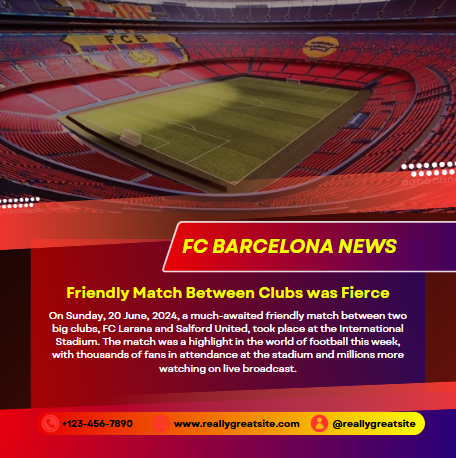 FCB
FC BARCELONA NEWS
Friendly Match Between Clubs was Fierce
On Sunday, 20 June, 2024, a much-awaited friendly match between two
big clubs, FC Larana and Salford United, took place at the International
Stadium. The match was a highlight in the world of football this week,
with thousands of fans in attendance at the stadium and millions more
watching on live broadcast.
+123-456-7890 www.reallygreatsite.com @reallygreatsite